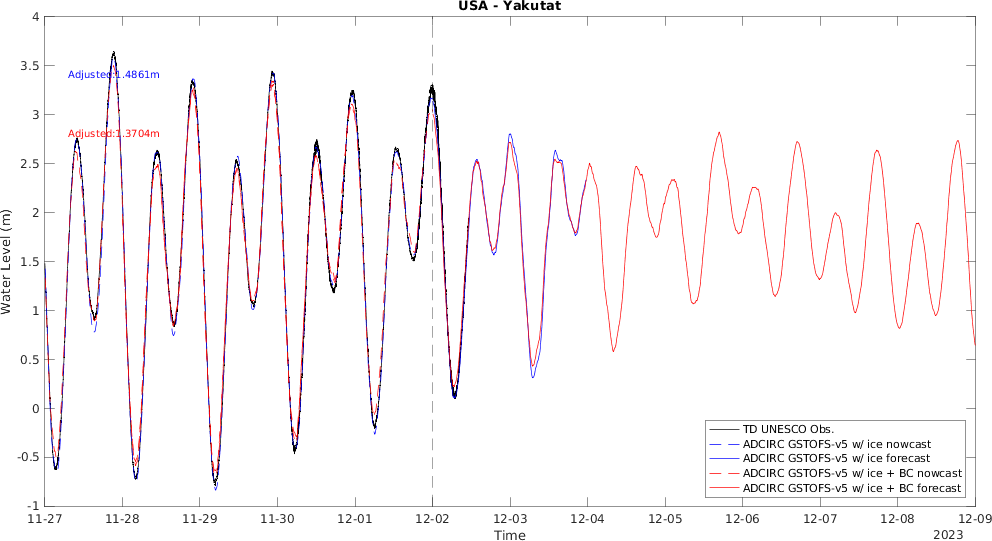 USA - Yakutat
4
3.5
3
2.5
2
1.5
1
0.5
0
-0.5
-1
Water Level (m)
Adjusted:1.4861m
Adjusted:1.3704m
TD UNESCO Obs.
ADCIRC GSTOFS-v5 w/ ice nowcast
ADCIRC GSTOFS-v5 w/ ice forecast
ADCIRC GSTOFS-v5 w/ ice + BC nowcast
ADCIRC GSTOFS-v5 w/ ice + BC forecast
11-27 11-28 11-29 11-30 12-01 12-02 12-03 12-04 12-05 12-06 12-07 12-08 12-09
Time
2023